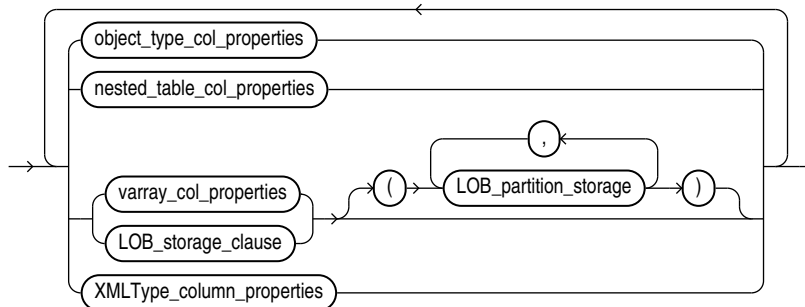 object_type_col_properties
nested_table_col_properties
,
( LOB_partition_storage )
varray_col_properties
LOB_storage_clause
XMLType_column_properties